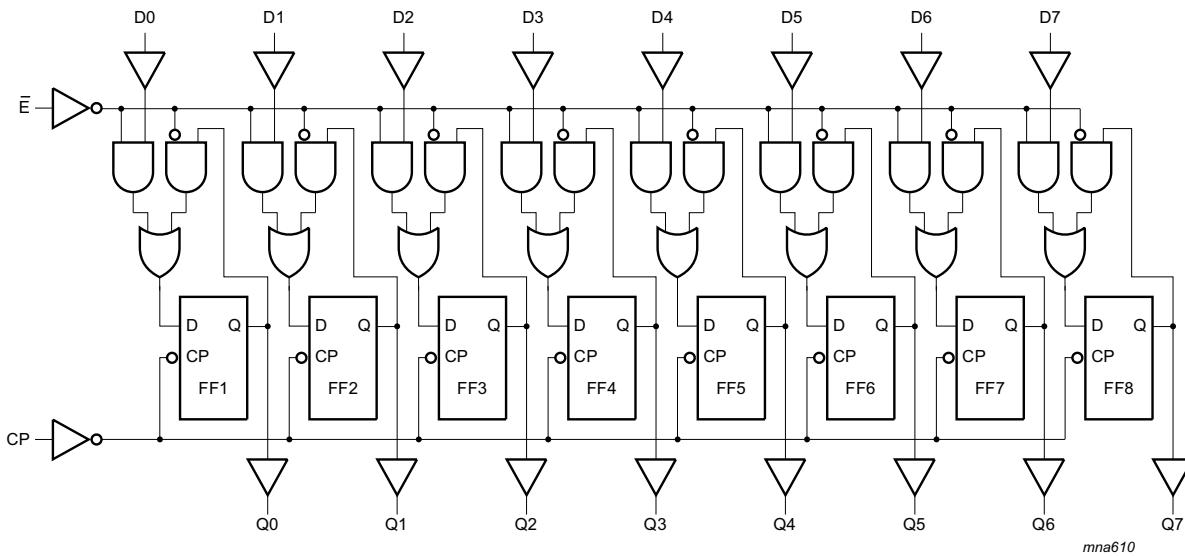 D0 D1 D2 D3 D4 D5 D6 D7
E̅
D Q D Q D Q D Q D Q D Q D Q D Q
CP CP CP CP CP CP CP CP
FF1 FF2 FF3 FF4 FF5 FF6 FF7 FF8
CP
Q0 Q1 Q2 Q3 Q4 Q5 Q6 Q7
mna610